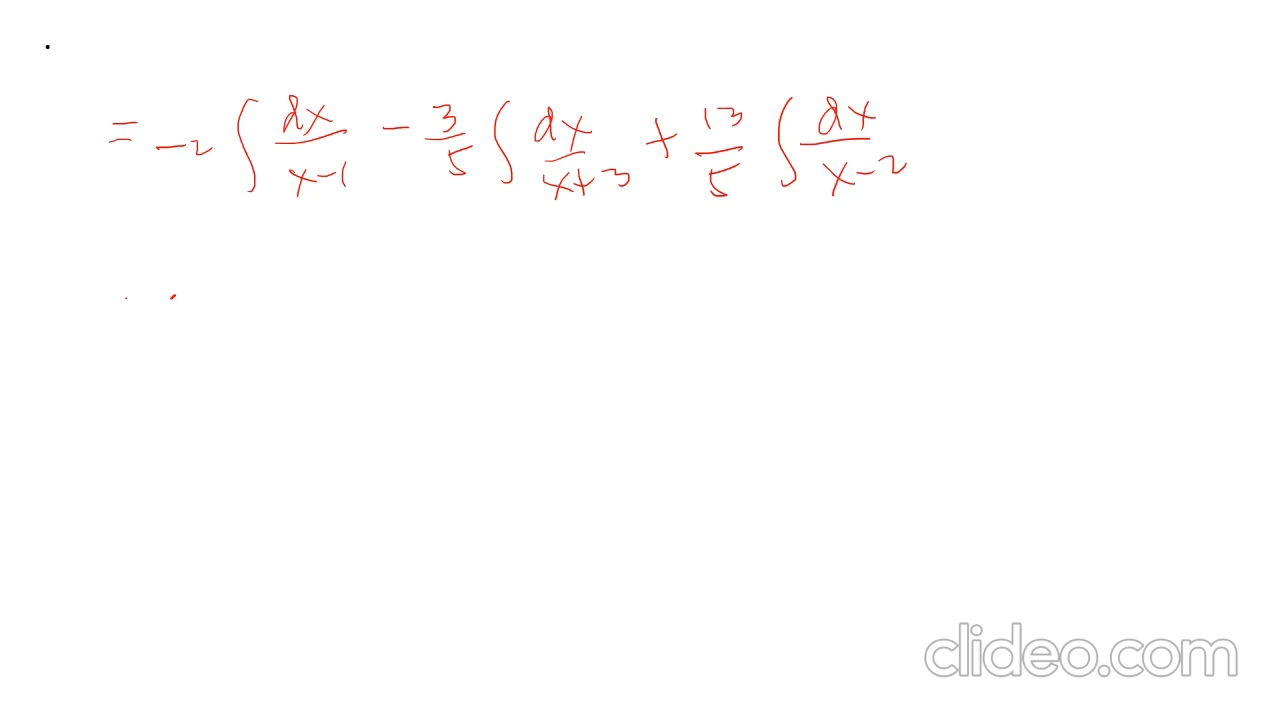 = -2 ∫ dx/(x-1) - 3/5 ∫ dx/(x+3) + 13/5 ∫ dx/(x-2)
clideo.com